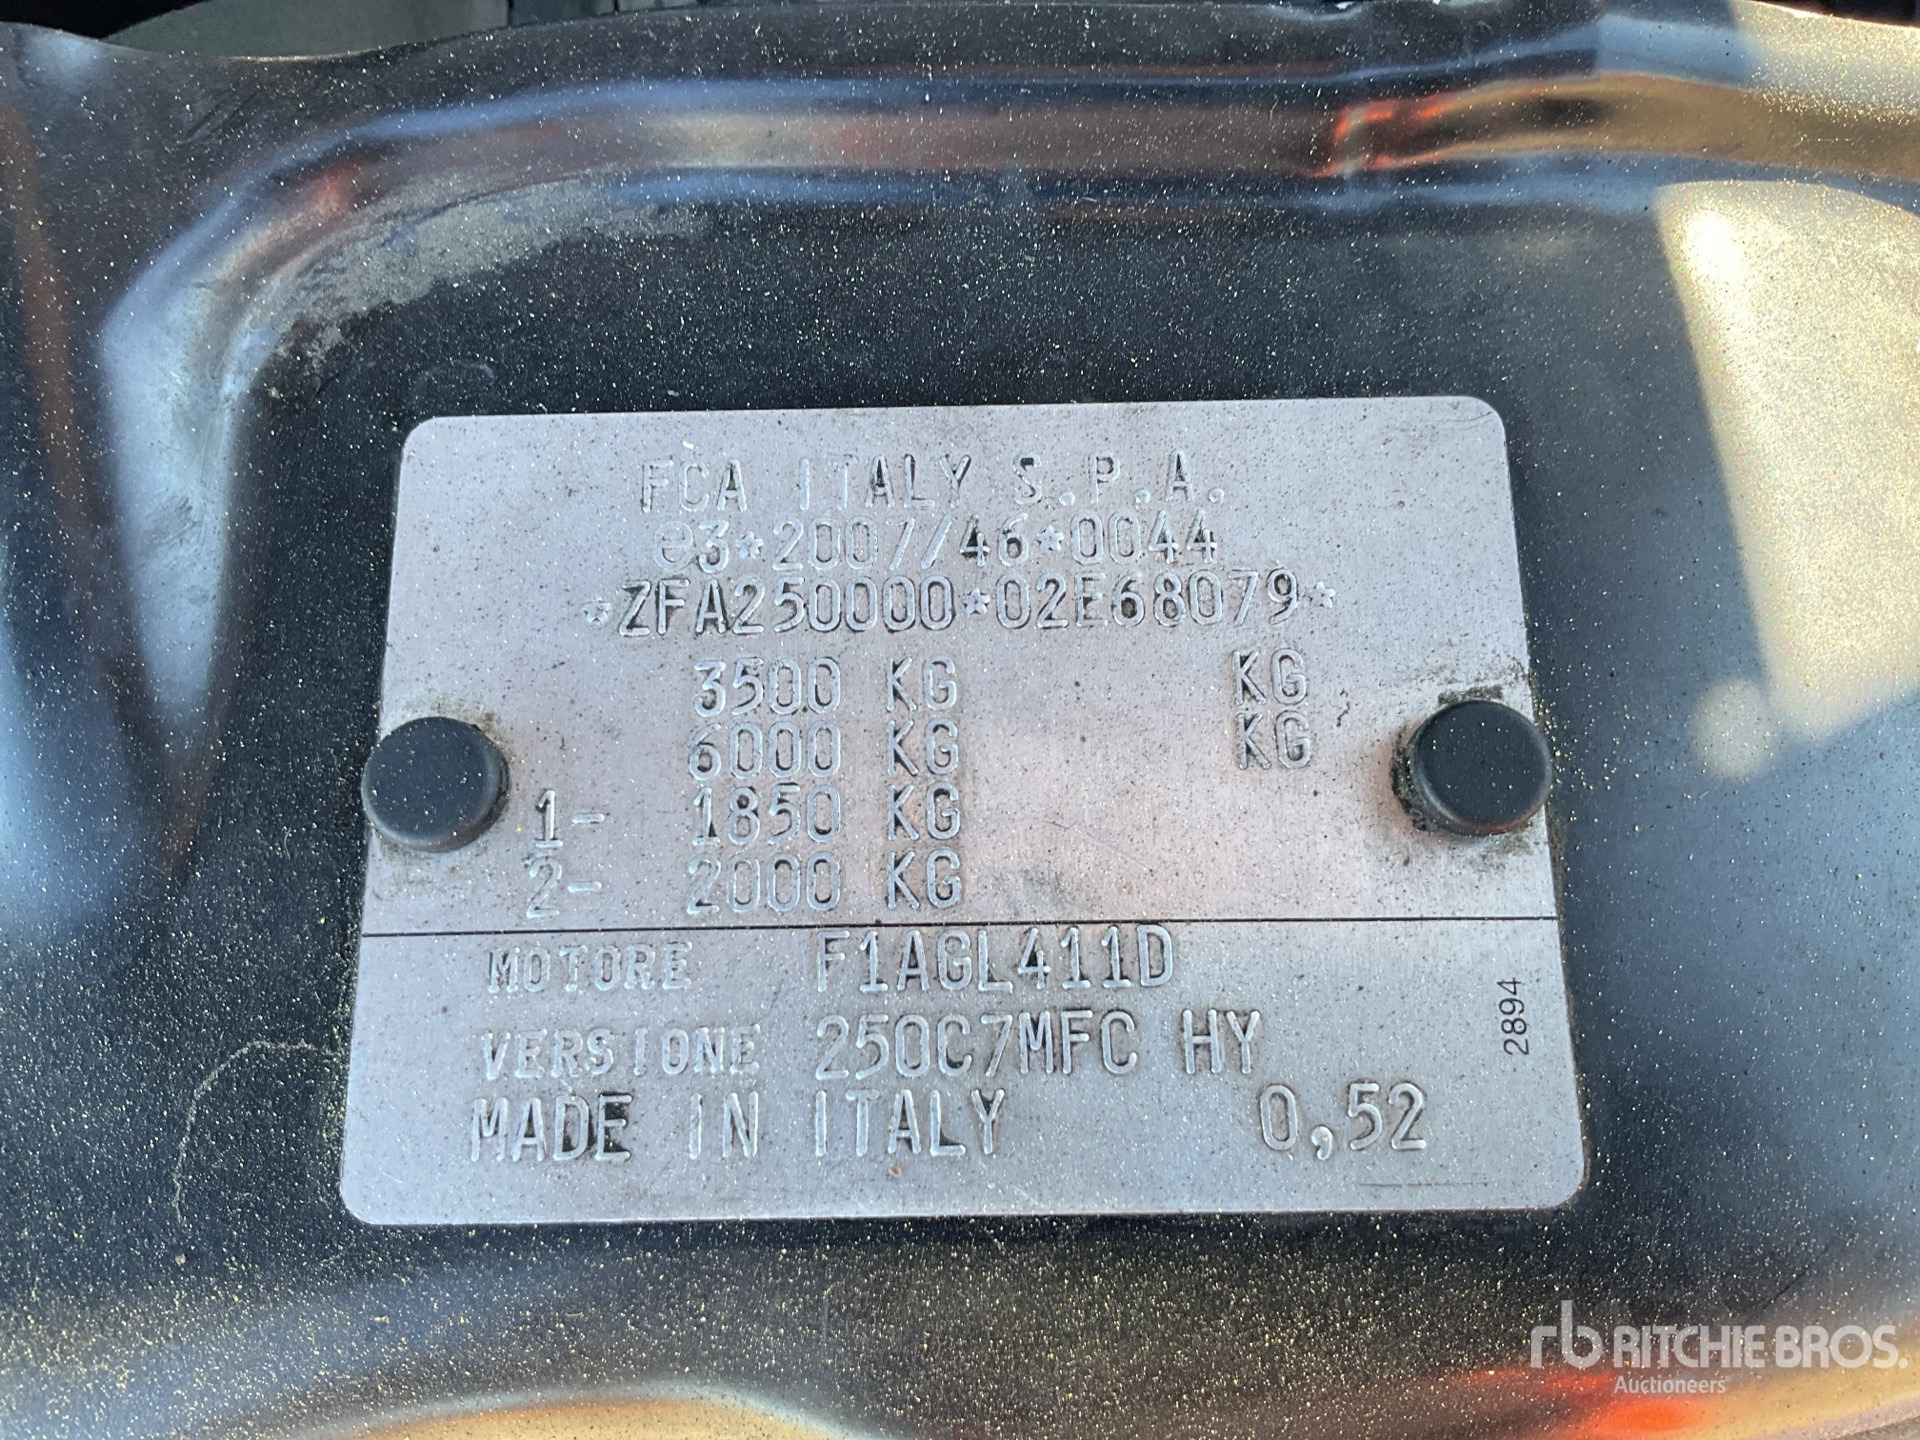 FCA ITALY S.P.A.
e3*2007/46*0044
*ZFA250000*02E68079*
3500 KG KG
6000 KG KG
1- 1850 KG
2- 2000 KG
MOTORE F1AGL411D
VERSIONE 250C7MFC HY
MADE IN ITALY 0,52
2894
rb RITCHIE BROS.
Auctioneers